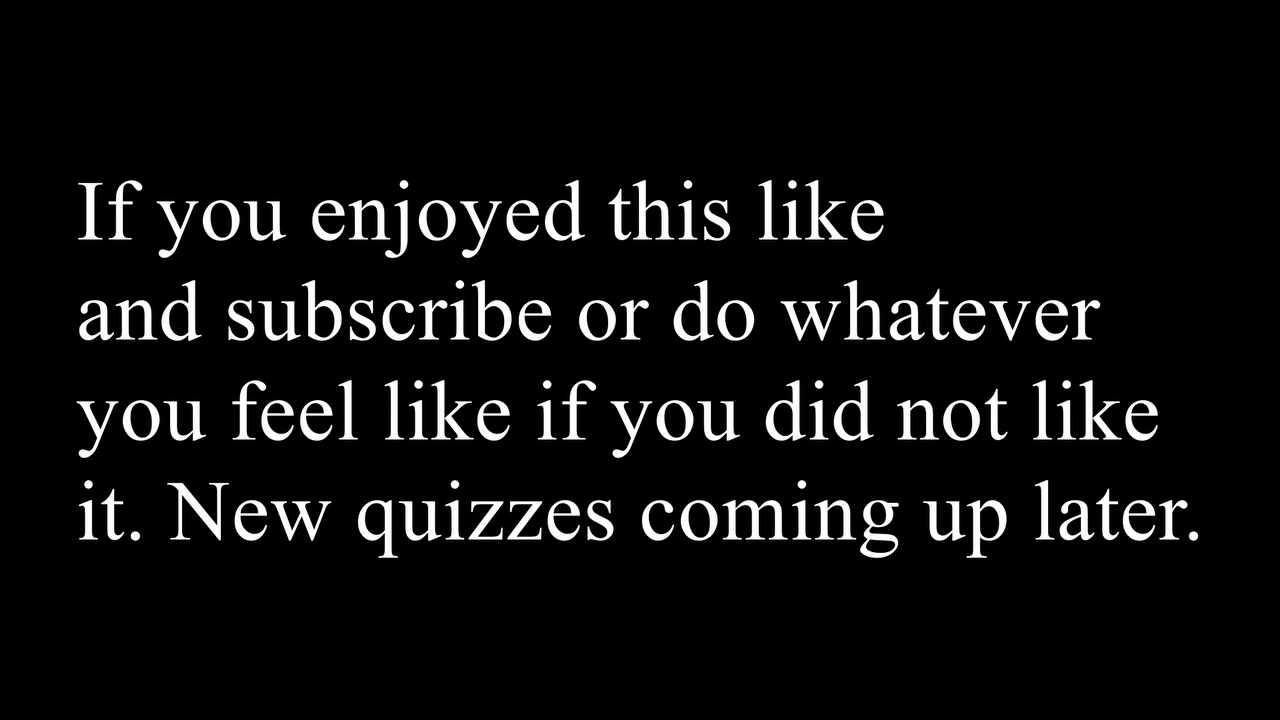 If you enjoyed this like
and subscribe or do whatever
you feel like if you did not like
it. New quizzes coming up later.